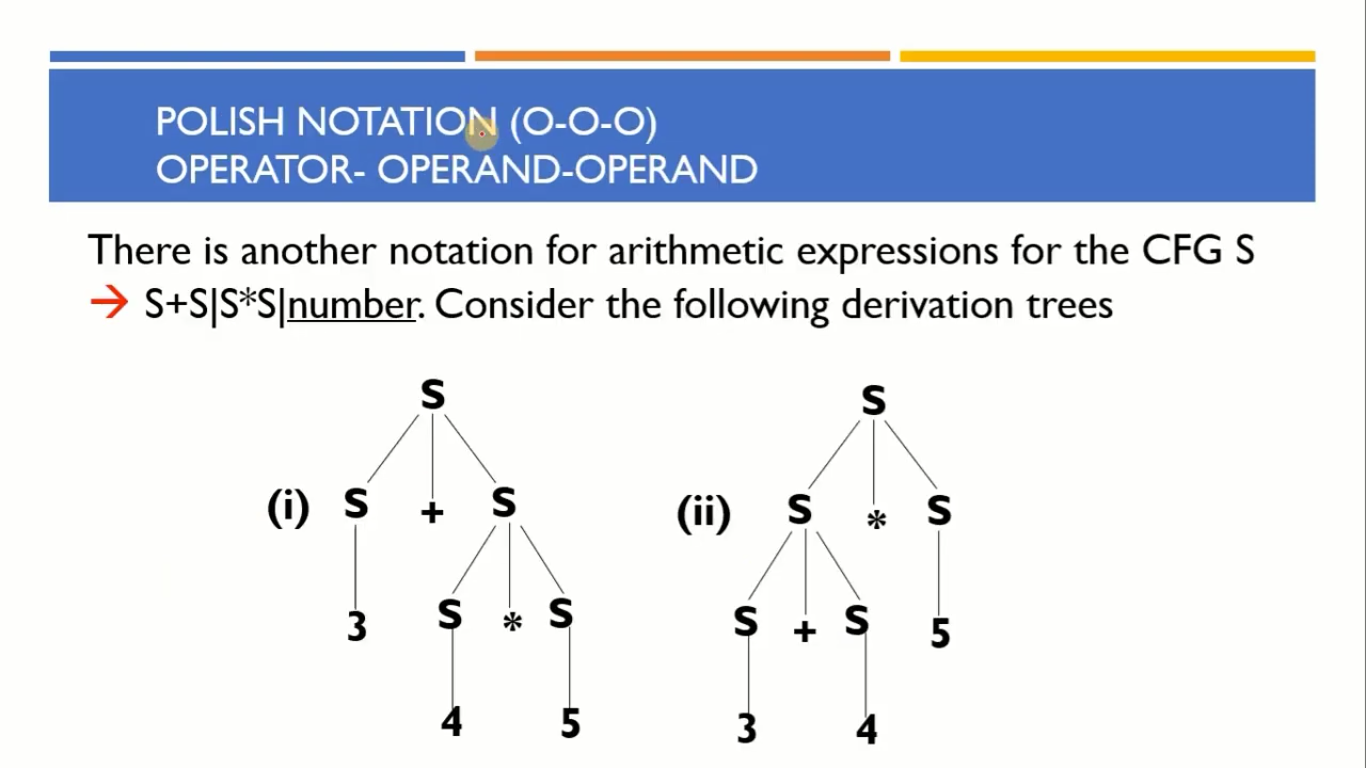 POLISH NOTATION (O-O-O)
OPERATOR- OPERAND-OPERAND
There is another notation for arithmetic expressions for the CFG S
→ S+S|S*S|number. Consider the following derivation trees
S
S
(i) S + S
(ii) S * S
3
S * S
S + S
5
4
5
3
4